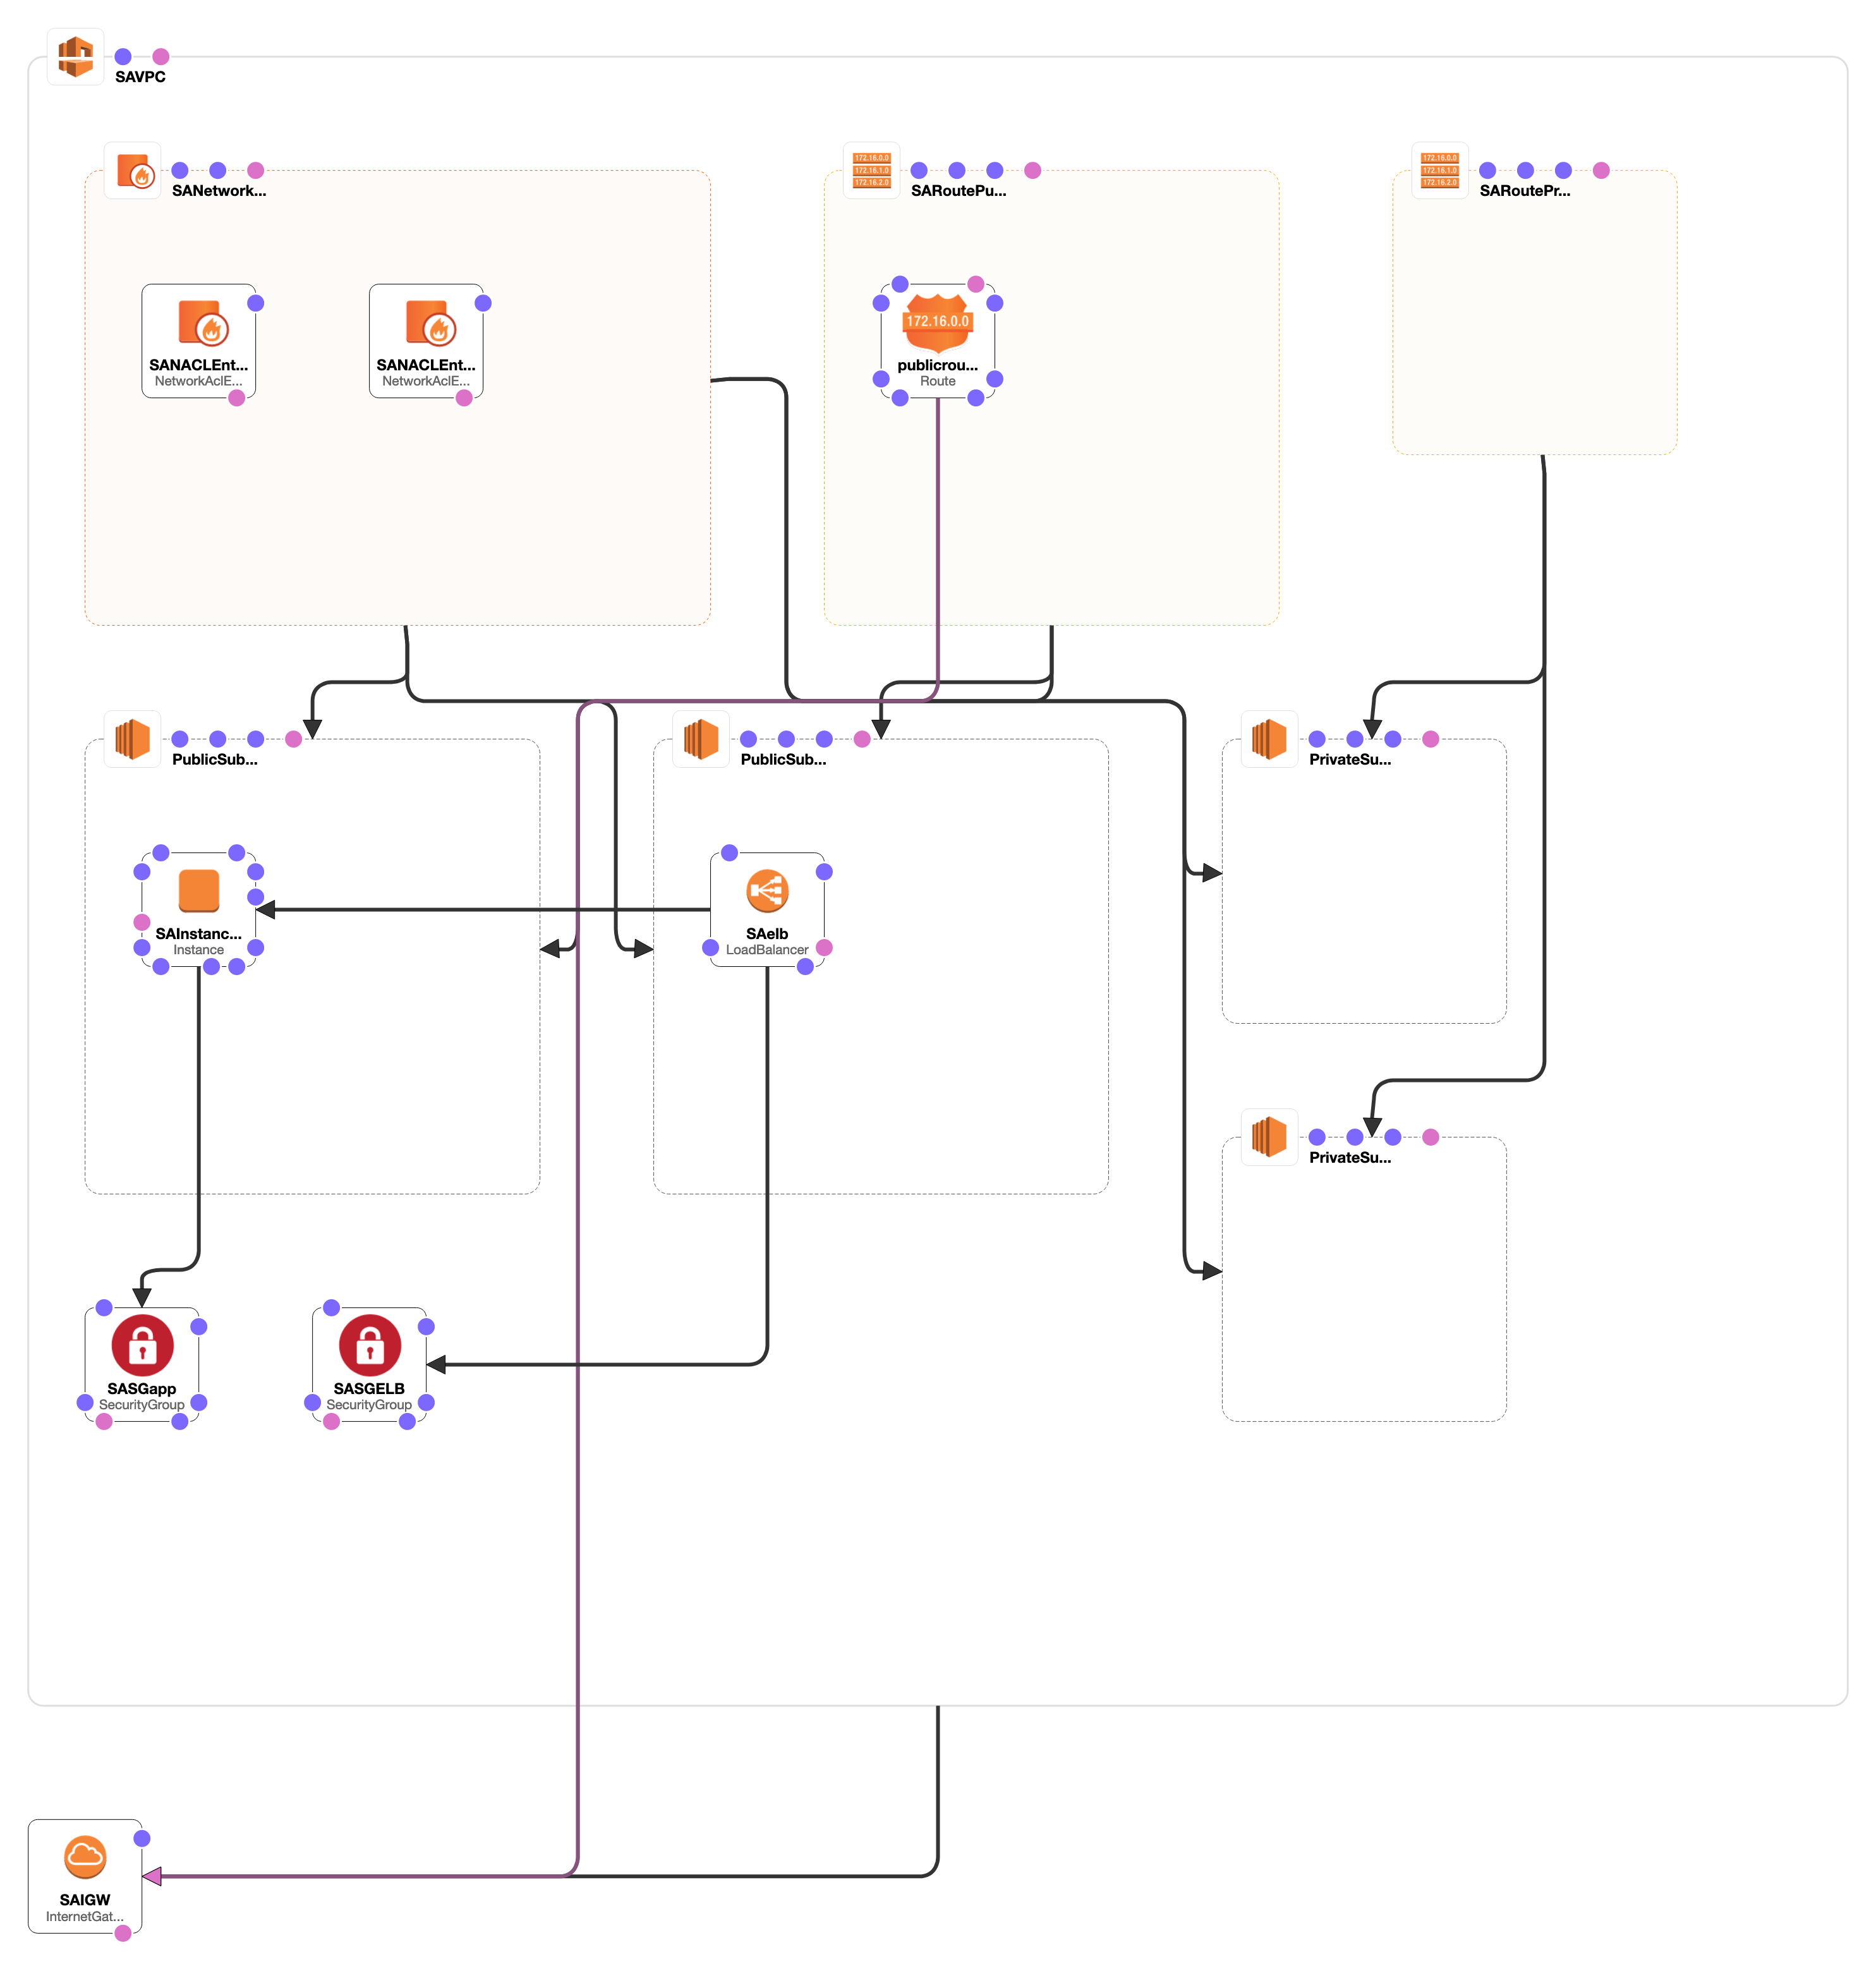 SAVPC
SANetwork...
172.16.0.0
172.16.1.0
172.16.2.0
SARoutePu...
172.16.0.0
172.16.1.0
172.16.2.0
SARoutePr...
SANACLEnt...
NetworkAclE...
SANACLEnt...
NetworkAclE...
172.16.0.0
publicrou...
Route
PublicSub...
PublicSub...
PrivateSu...
SAInstanc...
Instance
SAelb
LoadBalancer
PrivateSu...
SASGapp
SecurityGroup
SASGELB
SecurityGroup
SAIGW
InternetGat...